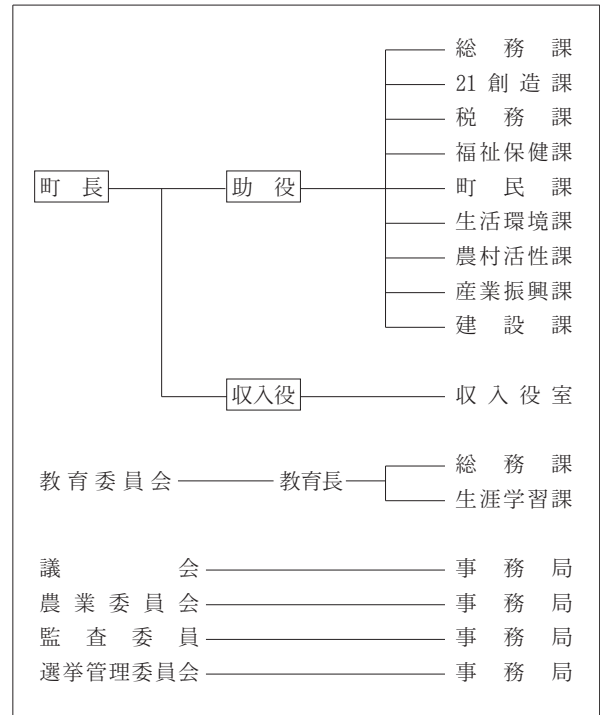 総務課
21創造課
税務課
福祉保健課
町長 助役 町民課
生活環境課
農村活性課
産業振興課
建設課
収入役 収入役室
総務課
教育委員会 教育長
生涯学習課
議会 事務局
農業委員会 事務局
監査委員 事務局
選挙管理委員会 事務局